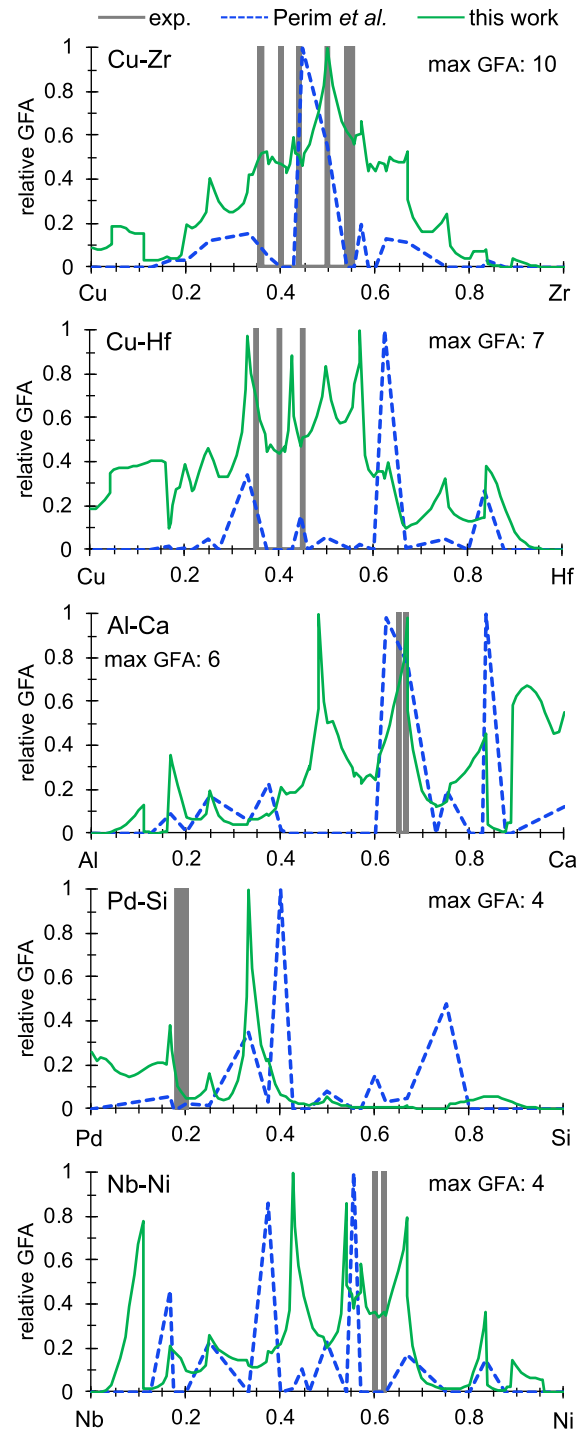 exp. Perim et al. this work
Cu-Zr
max GFA: 10
relative GFA
1
0.8
0.6
0.4
0.2
0
Cu 0.2 0.4 0.6 0.8 Zr
Cu-Hf
max GFA: 7
relative GFA
1
0.8
0.6
0.4
0.2
0
Cu 0.2 0.4 0.6 0.8 Hf
Al-Ca
max GFA: 6
relative GFA
1
0.8
0.6
0.4
0.2
0
Al 0.2 0.4 0.6 0.8 Ca
Pd-Si
max GFA: 4
relative GFA
1
0.8
0.6
0.4
0.2
0
Pd 0.2 0.4 0.6 0.8 Si
Nb-Ni
max GFA: 4
relative GFA
1
0.8
0.6
0.4
0.2
0
Nb 0.2 0.4 0.6 0.8 Ni